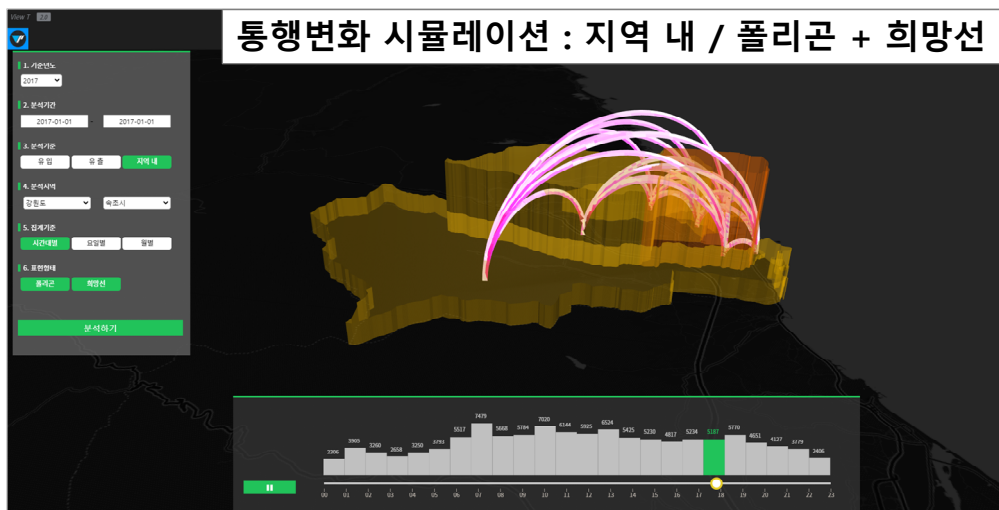 View T 2.0
통행변화 시뮬레이션 : 지역 내 / 폴리곤 + 희망선
1. 기준년도
2017
2. 분석기간
2017-01-01 ~ 2017-01-01
3. 분석기준
유입 유출 지역 내
4. 분석지역
강원도 속초시
5. 집계기준
시간대별 요일별 월별
6. 표현형태
폴리곤 희망선
분석하기
3905 3260 2658 3250 3793 5517 7479 5668 5784 7020 6144 5925 6524 5425 5230 4817 5234 5187 5770 4651 4137 3779 2406
00 01 02 03 04 05 06 07 08 09 10 11 12 13 14 15 16 17 18 19 20 21 22 23